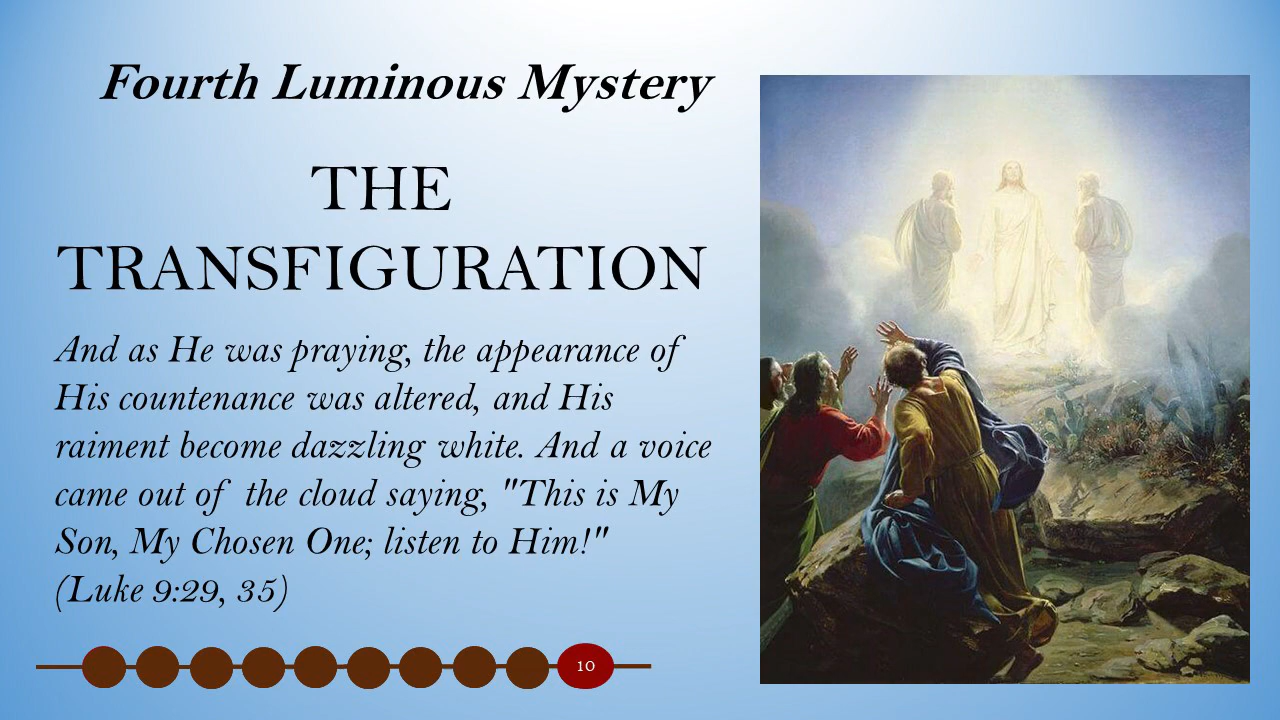 Fourth Luminous Mystery
THE
TRANSFIGURATION
And as He was praying, the appearance of
His countenance was altered, and His
raiment become dazzling white. And a voice
came out of the cloud saying, "This is My
Son, My Chosen One; listen to Him!"
(Luke 9:29, 35)
10